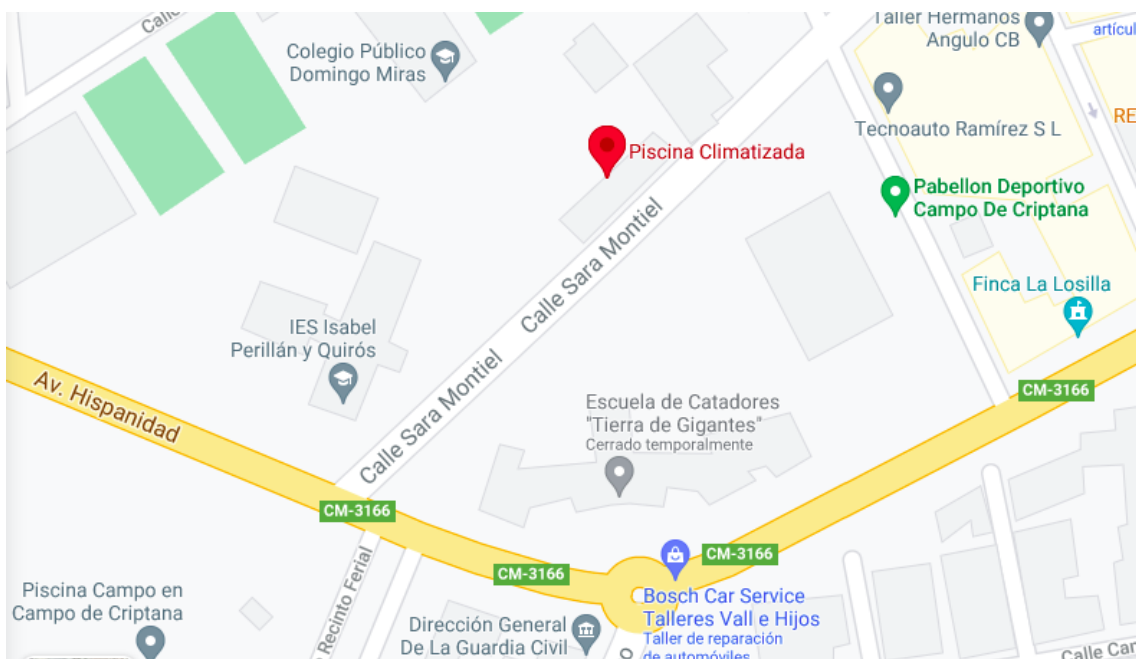 Calle
Taller Hermanos
Angulo CB
artícul
Colegio Público
Domingo Miras
Tecnoauto Ramírez S L
RE
Piscina Climatizada
Pabellon Deportivo
Campo De Criptana
Calle Sara Montiel
Finca La Losilla
IES Isabel
Perillán y Quirós
Calle Sara Montiel
Av. Hispanidad
CM-3166
Escuela de Catadores
"Tierra de Gigantes"
Cerrado temporalmente
CM-3166
CM-3166
CM-3166
Piscina Campo en
Campo de Criptana
Recinto Ferial
Bosch Car Service
Talleres Vall e Hijos
Taller de reparación
de automóviles
Dirección General
De La Guardia Civil
Calle Car